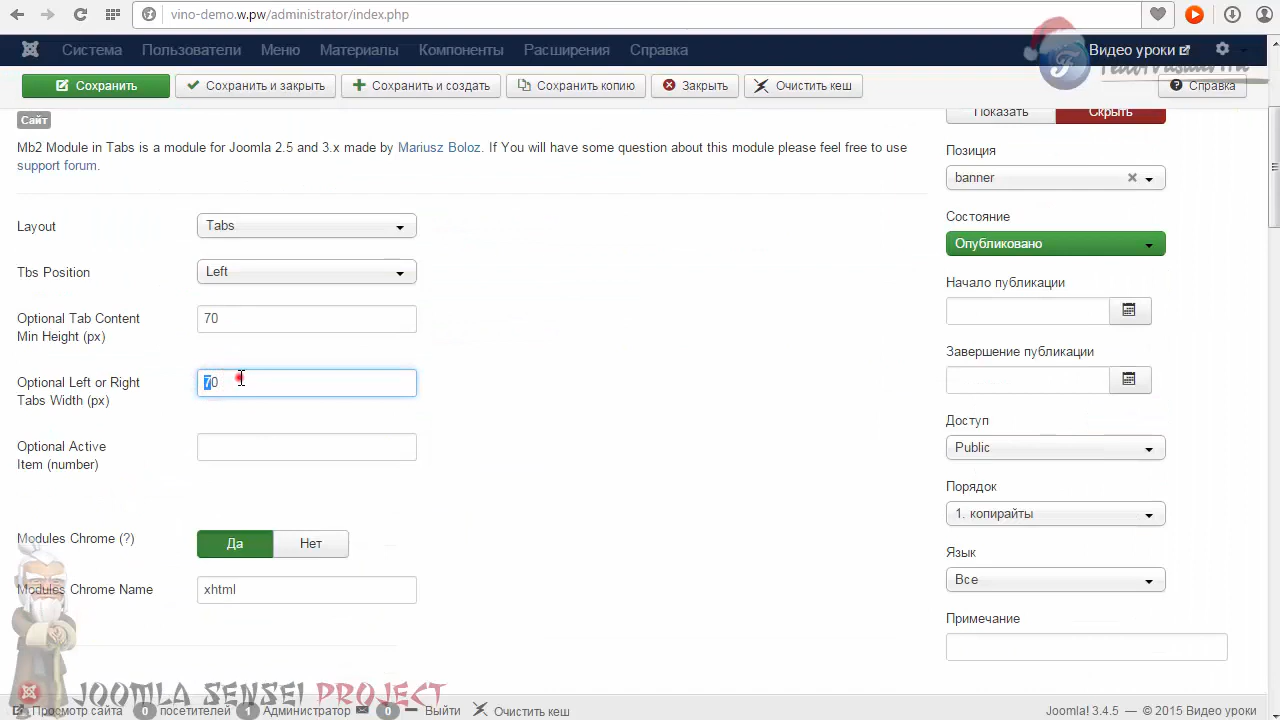 vino-demo.w.pw/administrator/index.php
Система Пользователи Меню Материалы Компоненты Расширения Справка Видео уроки
Сохранить Сохранить и закрыть Сохранить и создать Сохранить копию Закрыть Очистить кеш Справка
Сайт
Показать Скрыть
Mb2 Module in Tabs is a module for Joomla 2.5 and 3.x made by Mariusz Boloz. If You will have some question about this module please feel free to use
support forum.
Позиция
banner
Layout Tabs
Состояние
Опубликовано
Tbs Position Left
Начало публикации
Optional Tab Content
Min Height (px)
70
Завершение публикации
Optional Left or Right
Tabs Width (px)
70
Доступ
Public
Optional Active
Item (number)
Порядок
1. копирайты
Modules Chrome (?) Да Нет
Язык
Все
Modules Chrome Name xhtml
Примечание
JOOMLA SENSEI PROJECT
Просмотр сайта 0 посетителей 1 Администратор 0 Выйти Очистить кеш Joomla! 3.4.5 — © 2015 Видео уроки